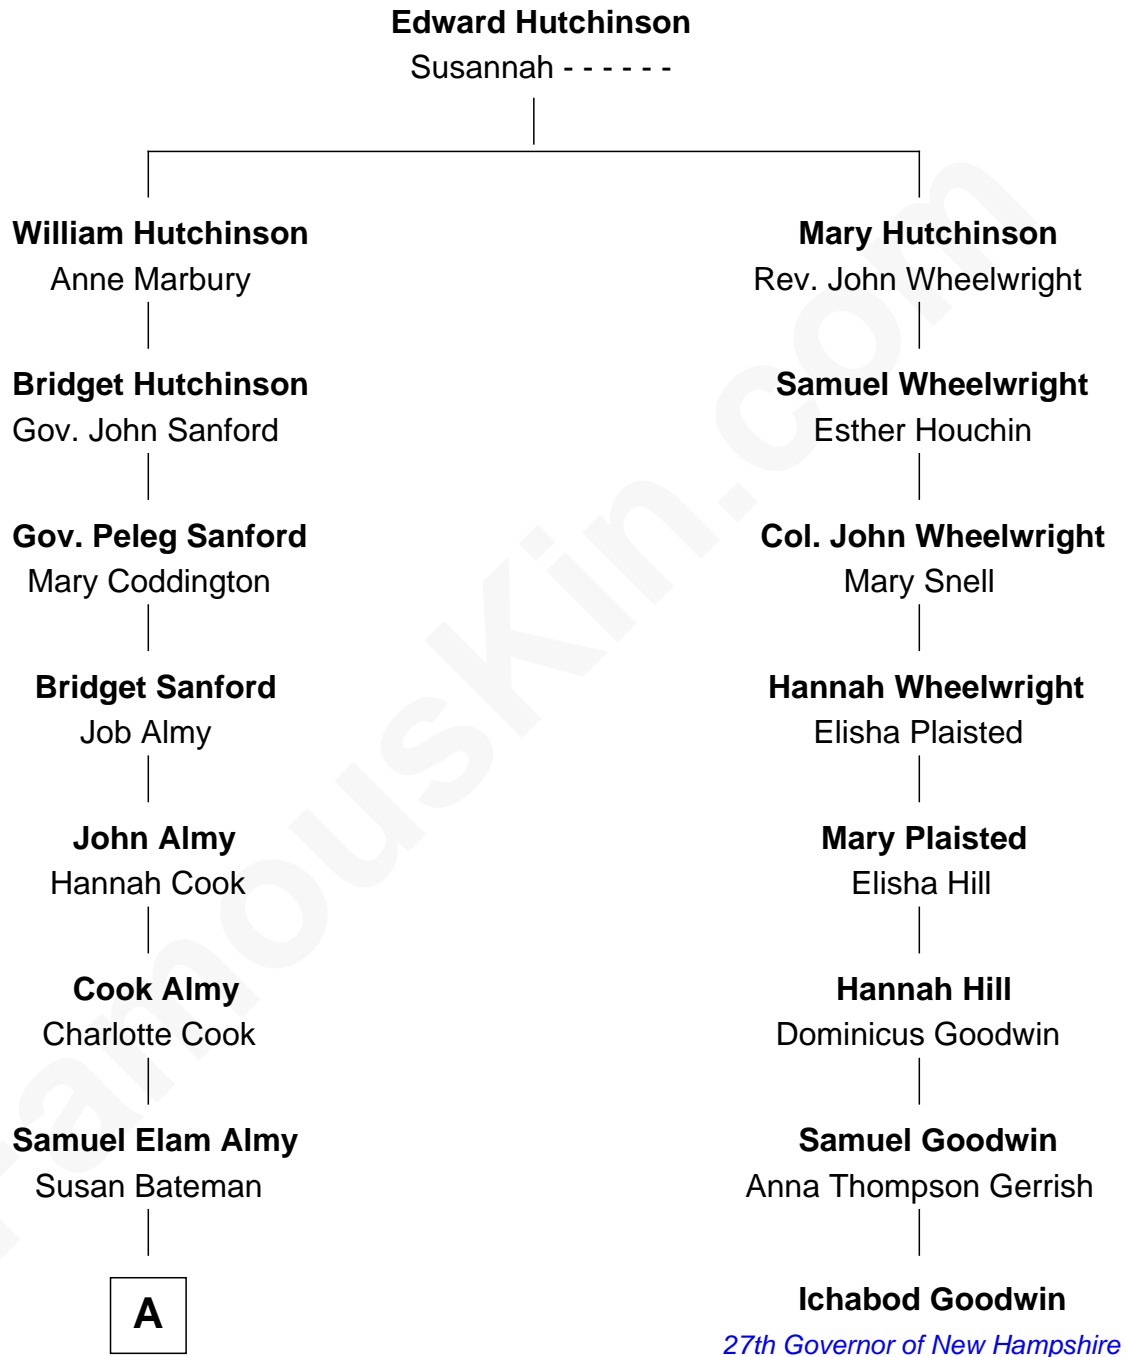 Edward Hutchinson
Susannah - - - - - -
William Hutchinson
Anne Marbury
Mary Hutchinson
Rev. John Wheelwright
Bridget Hutchinson
Gov. John Sanford
Samuel Wheelwright
Esther Houchin
Gov. Peleg Sanford
Mary Coddington
Col. John Wheelwright
Mary Snell
Bridget Sanford
Job Almy
Hannah Wheelwright
Elisha Plaisted
John Almy
Hannah Cook
Mary Plaisted
Elisha Hill
Cook Almy
Charlotte Cook
Hannah Hill
Dominicus Goodwin
Samuel Elam Almy
Susan Bateman
Samuel Goodwin
Anna Thompson Gerrish
A
Ichabod Goodwin
27th Governor of New Hampshire
FamousKin.com